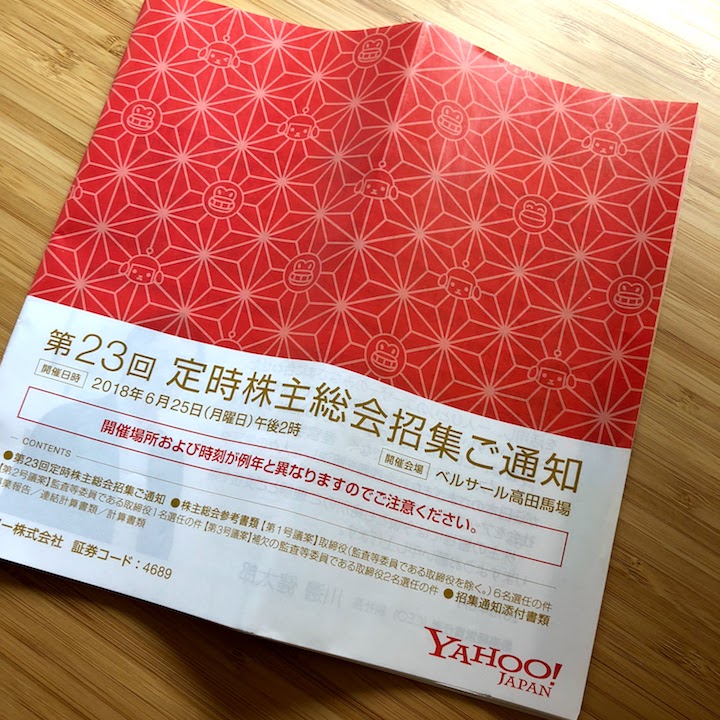 第23回 定時株主総会招集ご通知
開催日時 2018年6月25日(月曜日)午後2時 開催会場 ベルサール高田馬場
開催場所および時刻が例年と異なりますのでご注意ください。
CONTENTS
●第23回定時株主総会招集ご通知 ●株主総会参考書類【第1号議案】取締役(監査等委員である取締役を除く。)6名選任の件
【第2号議案】監査等委員である取締役1名選任の件【第3号議案】補欠の監査等委員である取締役2名選任の件 ●招集通知添付書類
業報告／連結計算書類／計算書類
ー株式会社 証券コード：4689
YAHOO!
JAPAN